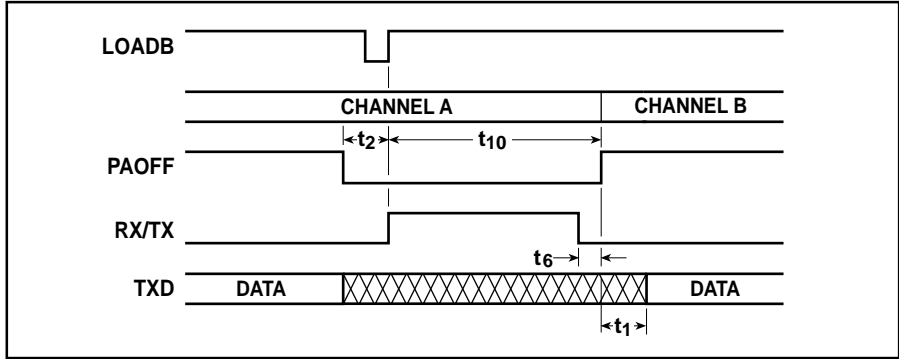 LOADB
CHANNEL A CHANNEL B
t2 t10
PAOFF
RX/TX
t6
TXD DATA DATA
t1